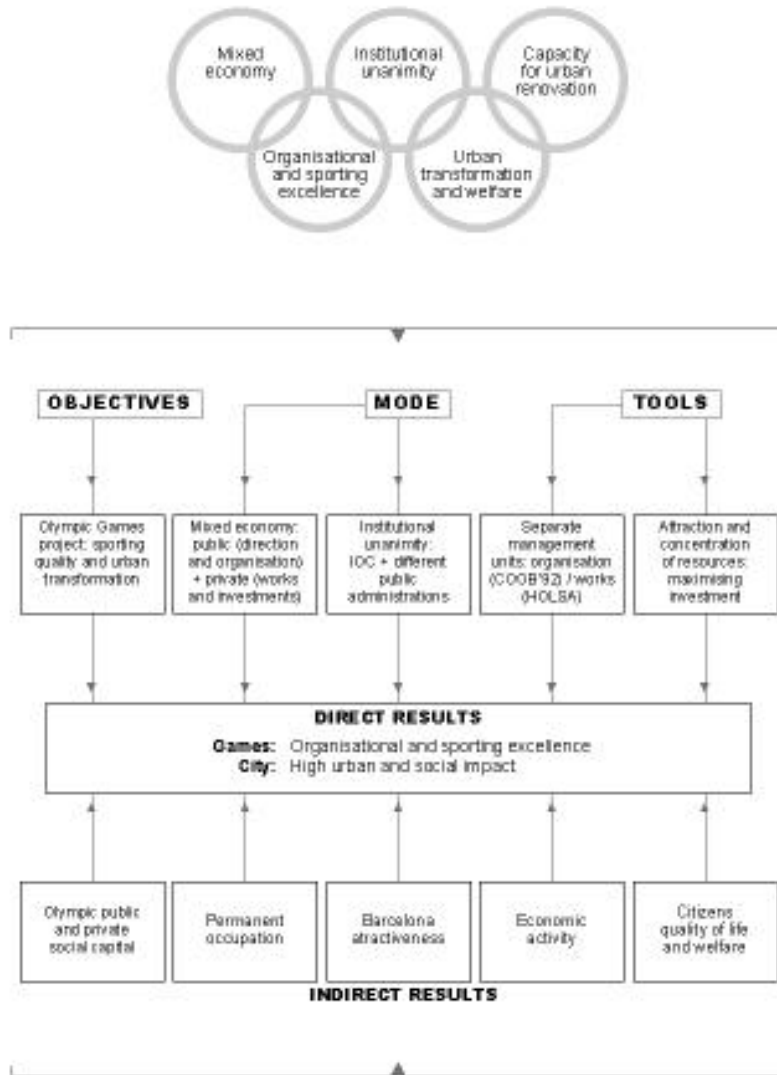 Mixed
economy
Institutional
unanimity
Capacity
for urban
renovation
Organisational
and sporting
excellence
Urban
transformation
and welfare
OBJECTIVES
MODE
TOOLS
Olympic Games
project: sporting
quality and urban
transformation
Mixed economy:
public (direction
and organisation)
+ private (works
and investments)
Institutional
unanimity:
IOC + different
public
administrations
Separate
management
units: organisation
(COOB'92) / works
(HOLSA)
Attraction and
concentration
of resources:
maximising
investment
DIRECT RESULTS
Games: Organisational and sporting excellence
City: High urban and social impact
Olympic public
and private
social capital
Permanent
occupation
Barcelona
atractiveness
Economic
activity
Citizens
quality of life
and welfare
INDIRECT RESULTS